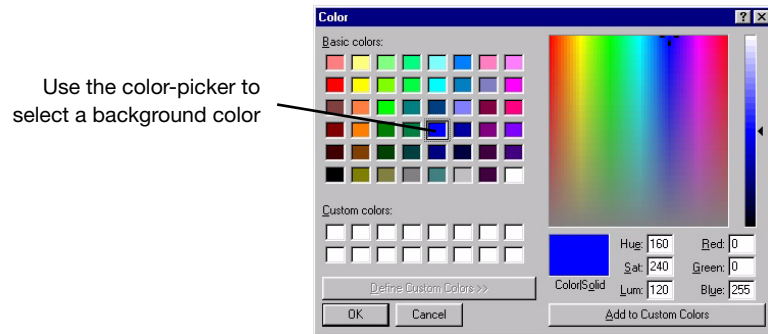 Color
Basic colors:
Use the color-picker to
select a background color
Custom colors:
Define Custom Colors >>
OK Cancel
Color|Solid
Hue: 160 Red: 0
Sat: 240 Green: 0
Lum: 120 Blue: 255
Add to Custom Colors